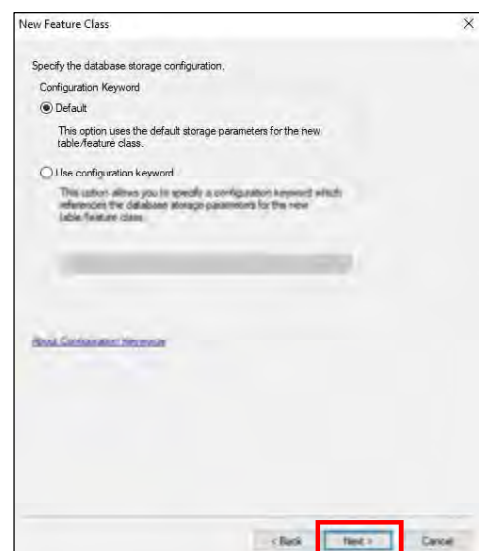 New Feature Class
Specify the database storage configuration.
Configuration Keyword
Default
This option uses the default storage parameters for the new
table/feature class.
Use configuration keyword
This option allows you to specify a configuration keyword which
references the database storage parameters for the new
table/feature class.
About Configuration Keywords
< Back
Next >
Cancel